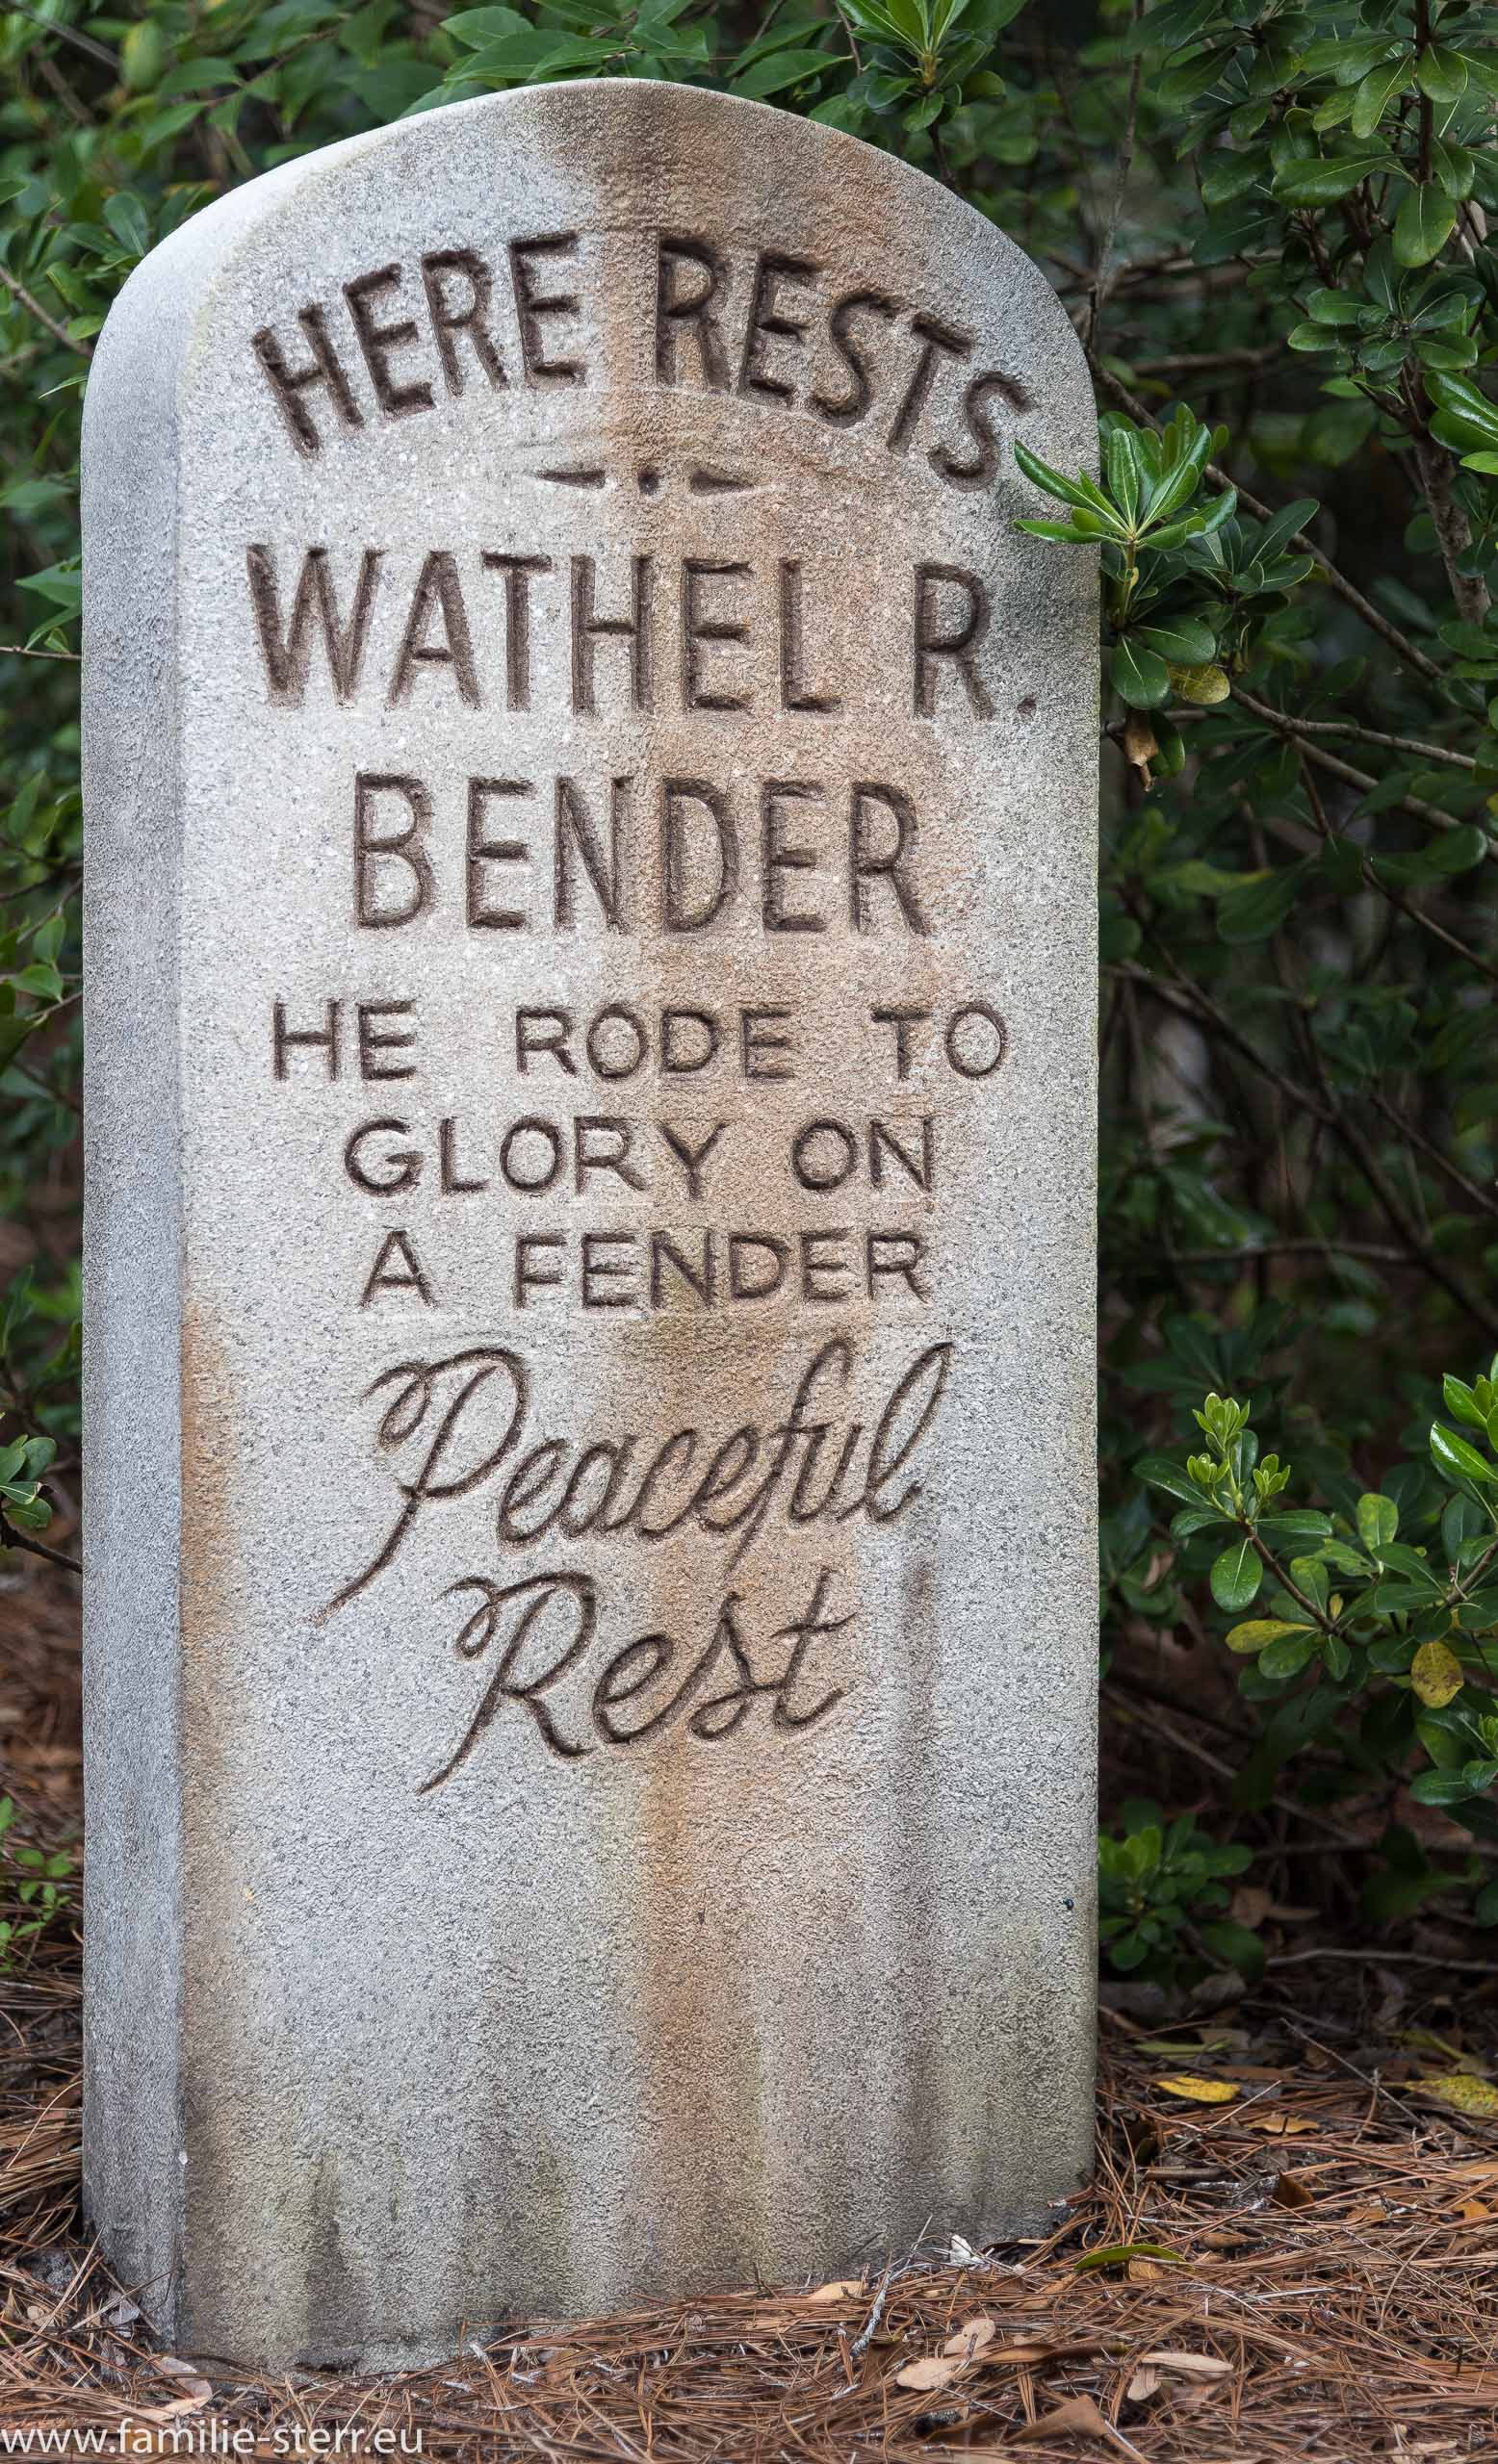 HERE RESTS
WATHEL R.
BENDER
HE RODE TO
GLORY ON
A FENDER
Peaceful
Rest
www.familie-sterr.eu